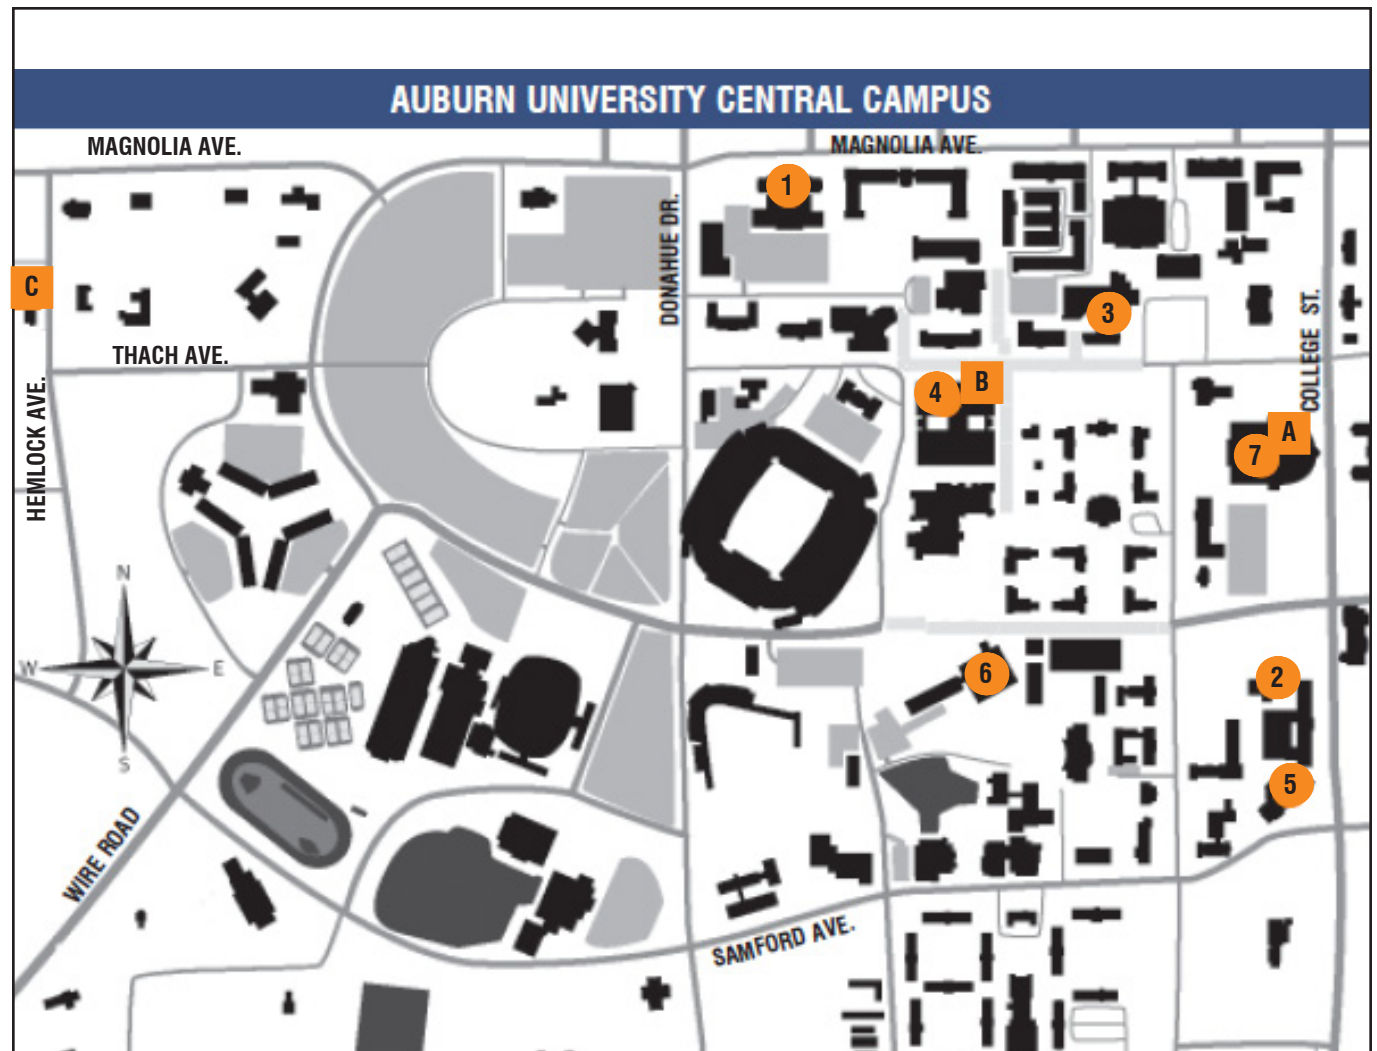 AUBURN UNIVERSITY CENTRAL CAMPUS
MAGNOLIA AVE.
MAGNOLIA AVE.
1
DONAHUE DR.
C
3
COLLEGE ST.
THACH AVE.
HEMLOCK AVE.
4
B
A
7
N
W
E
S
6
2
5
WIRE ROAD
SAMFORD AVE.